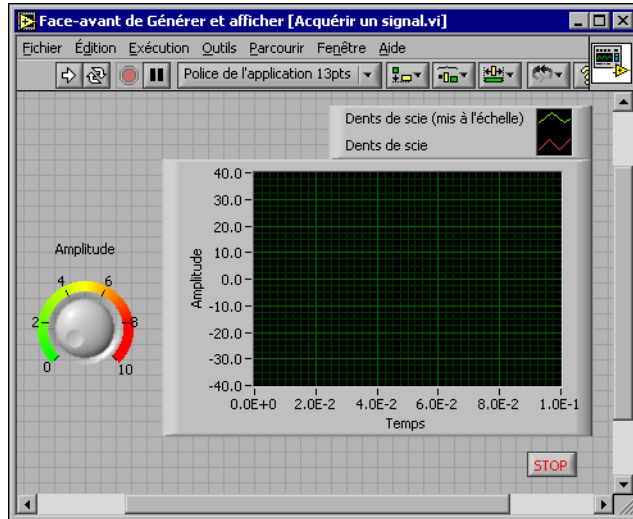 Face-avant de Générer et afficher [Acquérir un signal.vi]
Fichier Édition Exécution Outils Parcourir Fenêtre Aide
Police de l'application 13pts
Dents de scie (mis à l'échelle)
Dents de scie
Amplitude
0
2
4
6
8
10
Amplitude
40.0
30.0
20.0
10.0
0.0
-10.0
-20.0
-30.0
-40.0
0.0E+0 2.0E-2 4.0E-2 6.0E-2 8.0E-2 1.0E-1
Temps
STOP